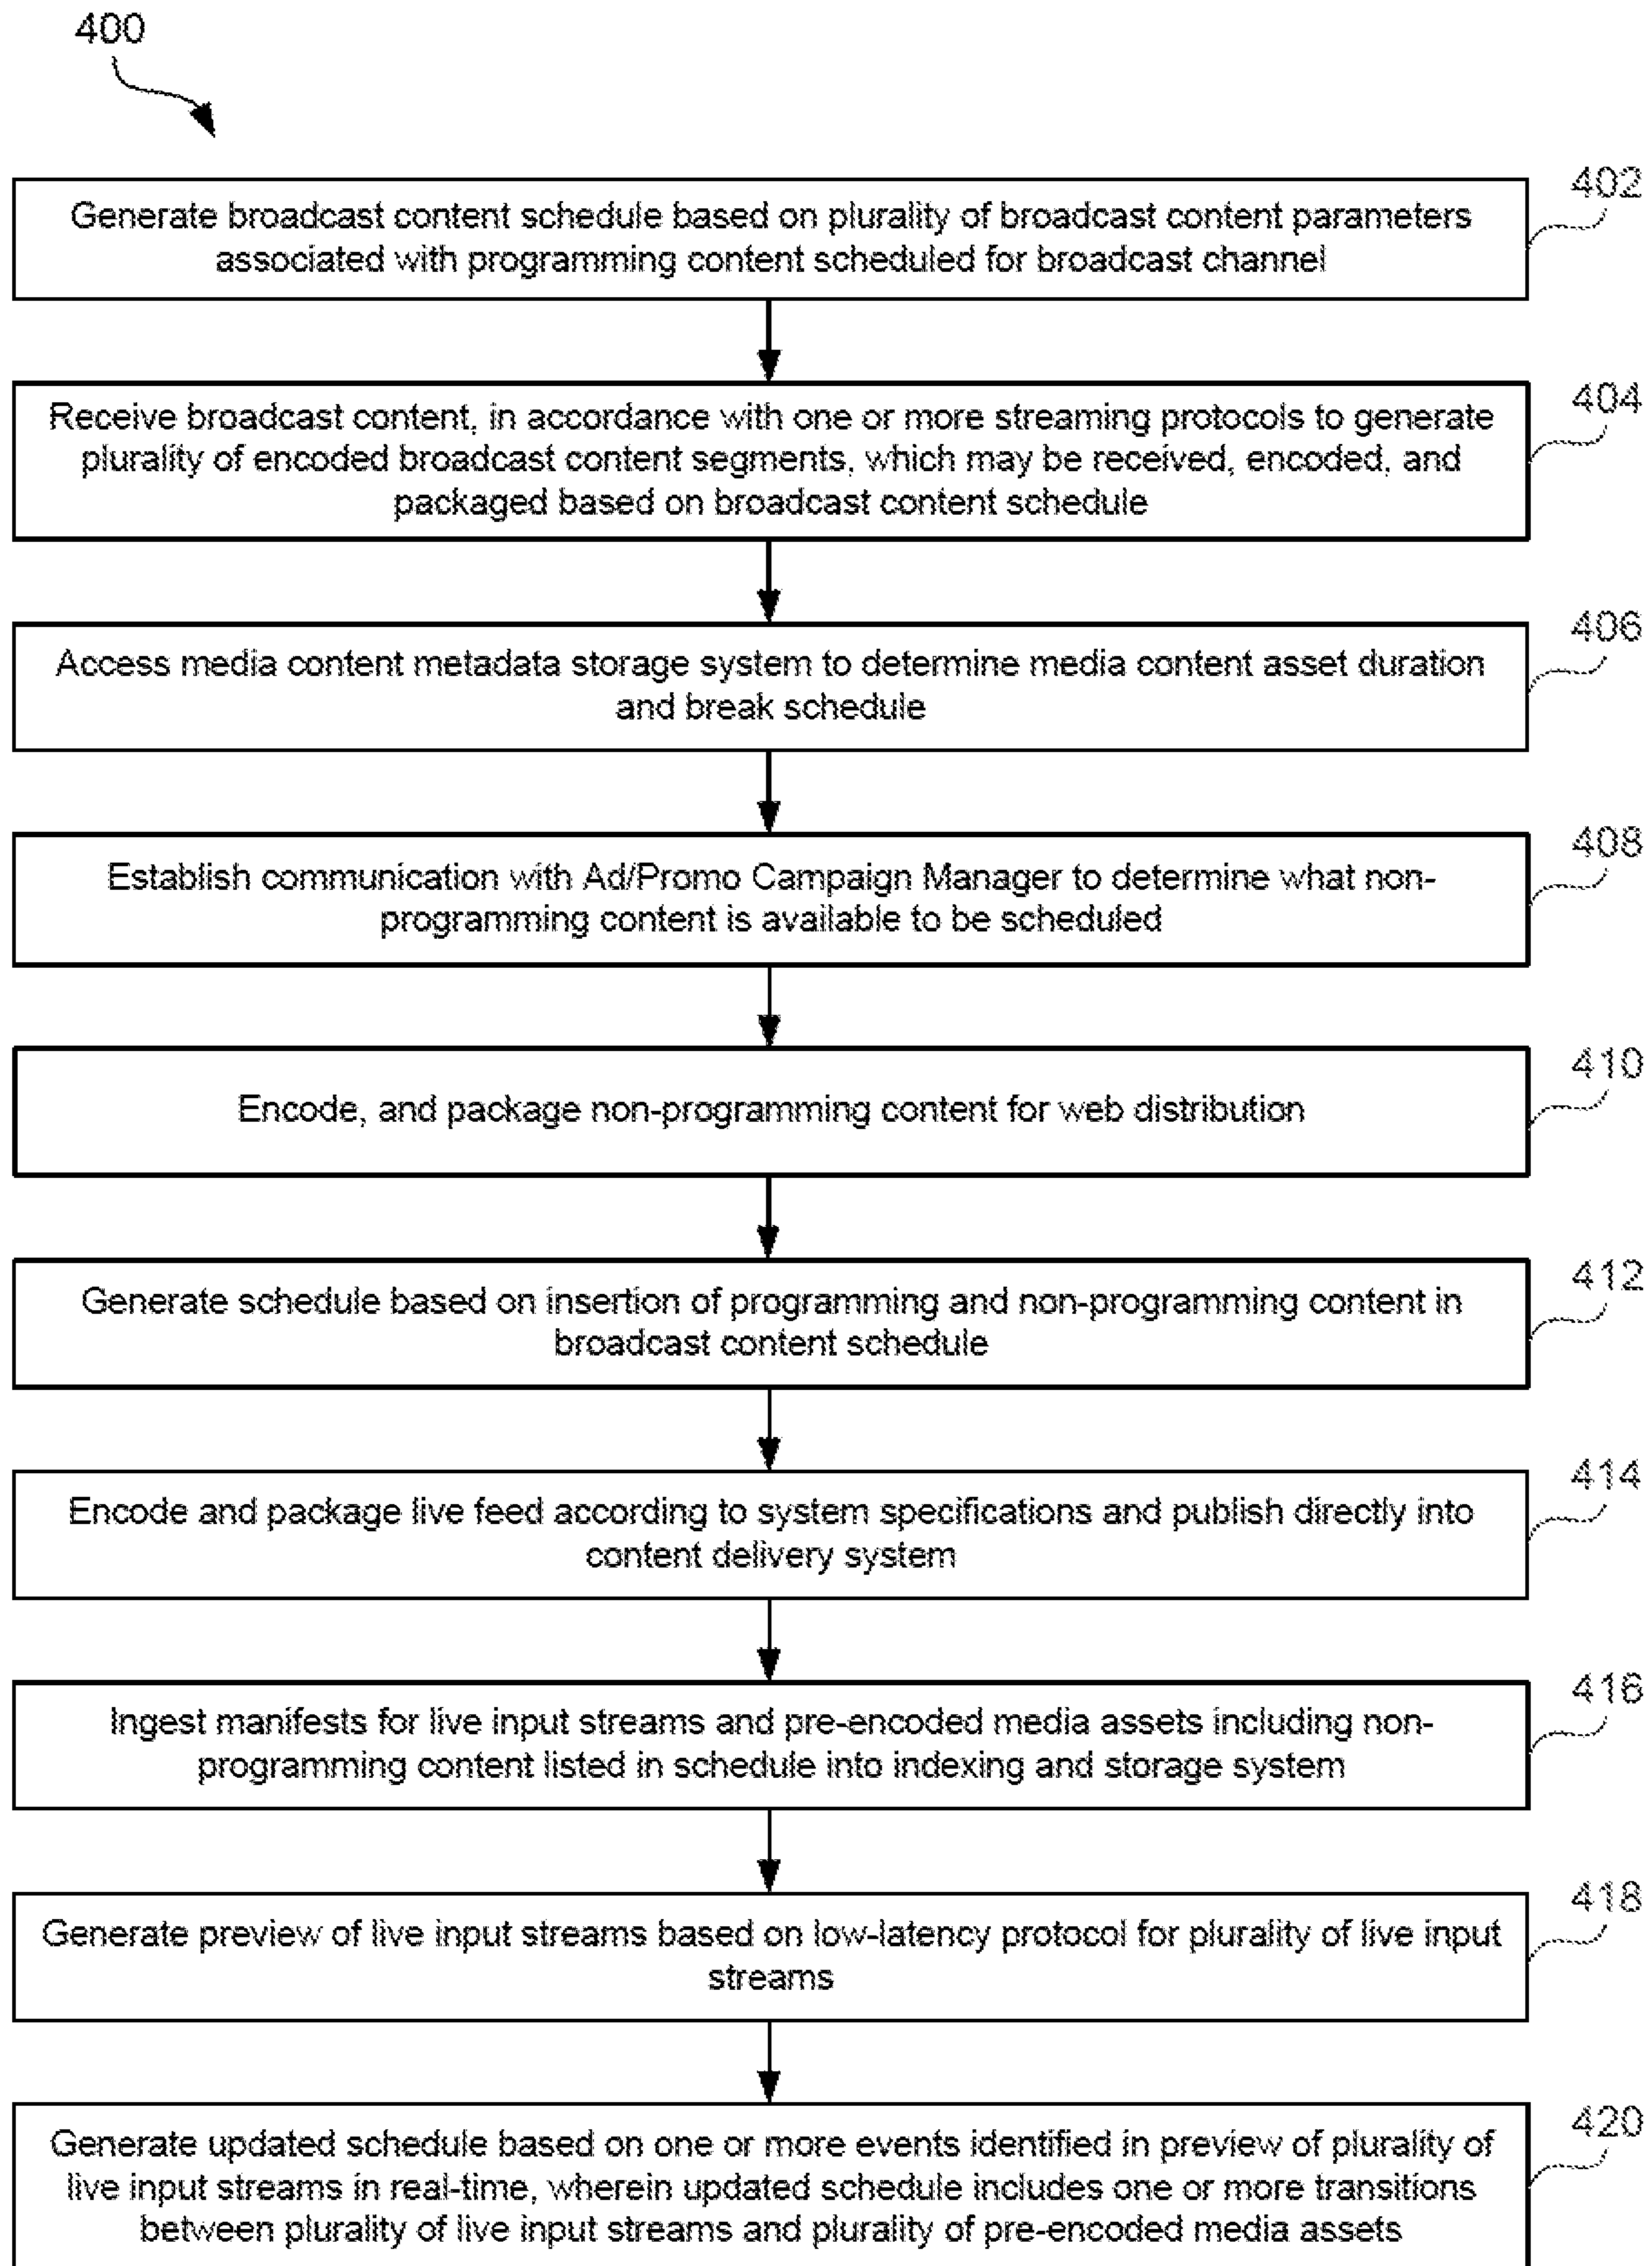 400
402
Generate broadcast content schedule based on plurality of broadcast content parameters
associated with programming content scheduled for broadcast channel
404
Receive broadcast content, in accordance with one or more streaming protocols to generate
plurality of encoded broadcast content segments, which may be received, encoded, and
packaged based on broadcast content schedule
406
Access media content metadata storage system to determine media content asset duration
and break schedule
408
Establish communication with Ad/Promo Campaign Manager to determine what non-
programming content is available to be scheduled
410
Encode, and package non-programming content for web distribution
412
Generate schedule based on insertion of programming and non-programming content in
broadcast content schedule
414
Encode and package live feed according to system specifications and publish directly into
content delivery system
416
Ingest manifests for live input streams and pre-encoded media assets including non-
programming content listed in schedule into indexing and storage system
418
Generate preview of live input streams based on low-latency protocol for plurality of live input
streams
420
Generate updated schedule based on one or more events identified in preview of plurality of
live input streams in real-time, wherein updated schedule includes one or more transitions
between plurality of live input streams and plurality of pre-encoded media assets